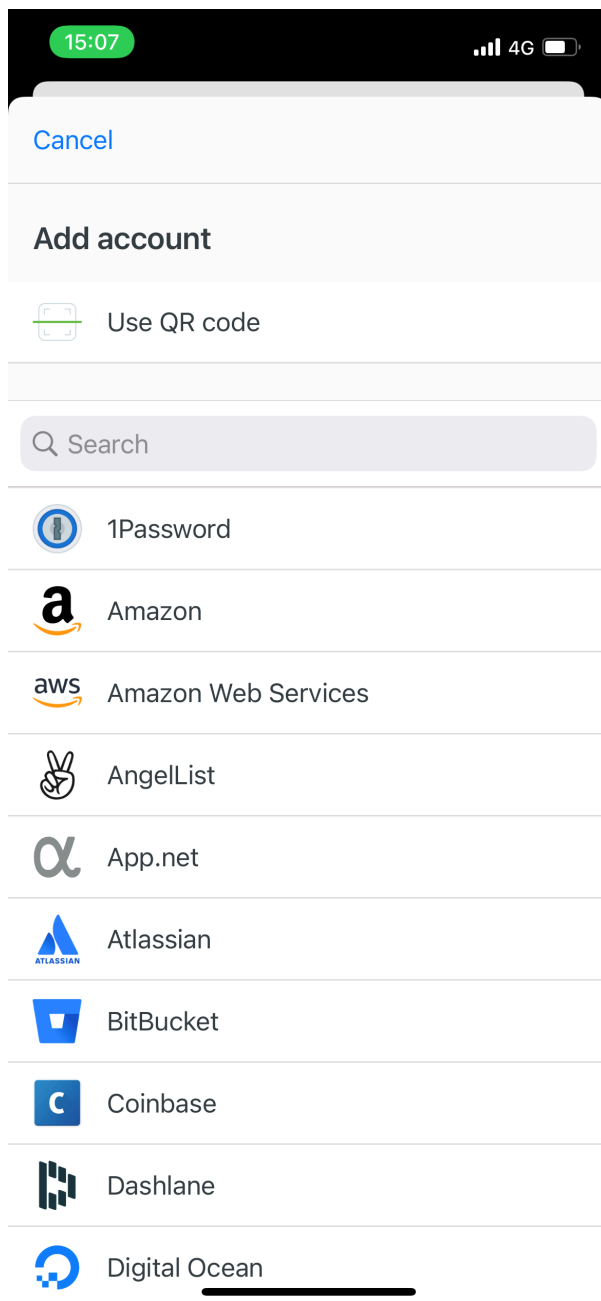 15:07
4G
Cancel
Add account
Use QR code
Search
1Password
a
Amazon
aws
Amazon Web Services
AngelList
App.net
ATLASSIAN
Atlassian
BitBucket
C
Coinbase
Dashlane
Digital Ocean